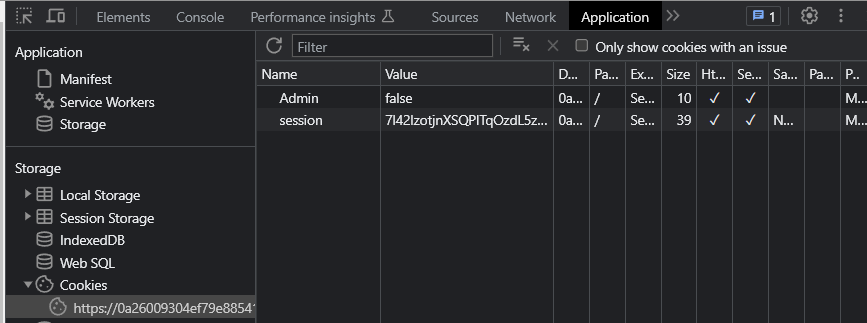 Elements Console Performance insights Sources Network Application 1
Application
Manifest
Service Workers
Storage
Storage
Local Storage
Session Storage
IndexedDB
Web SQL
Cookies
https://0a26009304ef79e8854
Filter Only show cookies with an issue
Name Value D... Pa... Ex... Size Ht... Se... Sa... Pa... P...
Admin false 0a... / Se... 10 ✓ ✓ M...
session 7I42IzotjnXSQPITqOzdL5z... 0a... / Se... 39 ✓ ✓ N... M...